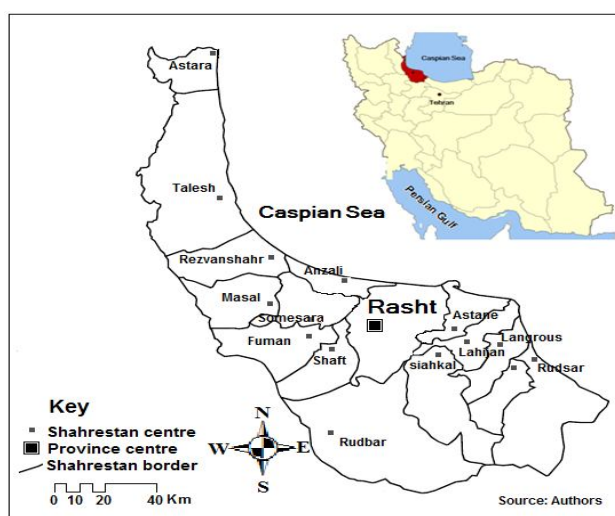 Astara
Talesh
Caspian Sea
Rezvanshahr
Anzali
Masal
Somesara
Rasht
Astane
Fuman
Shaft
Langrous
Lahijan
siahkal
Rudsar
Rudbar
Key
Shahrestan centre
Province centre
Shahrestan border
0 10 20 40 Km
N
W E
S
Source: Authors
Caspian Sea
Tehran
Persian Gulf